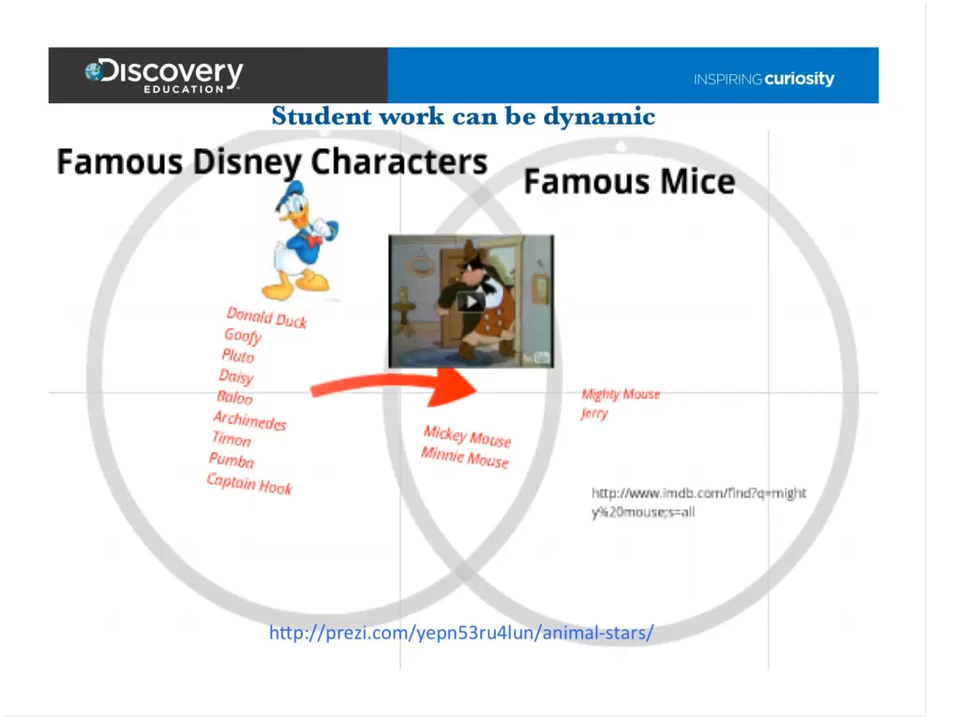 Discovery
EDUCATION™
INSPIRING curiosity
Student work can be dynamic
Famous Disney Characters
Famous Mice
Donald Duck
Goofy
Pluto
Daisy
Baloo
Archimedes
Timon
Pumba
Captain Hook
Mickey Mouse
Minnie Mouse
Mighty Mouse
Jerry
http://www.imdb.com/find?q=might
y%20mouse;s=all
http://prezi.com/yepn53ru4lun/animal-stars/